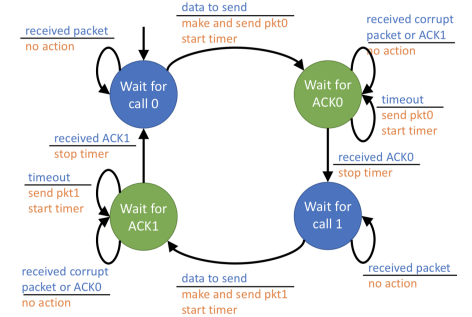 data to send
make and send pkt0
start timer
received packet
no action
received corrupt
packet or ACK1
no action
Wait for
call 0
Wait for
ACK0
timeout
send pkt0
start timer
received ACK1
stop timer
received ACK0
stop timer
timeout
send pkt1
start timer
Wait for
ACK1
Wait for
call 1
received corrupt
packet or ACK0
no action
data to send
make and send pkt1
start timer
received packet
no action